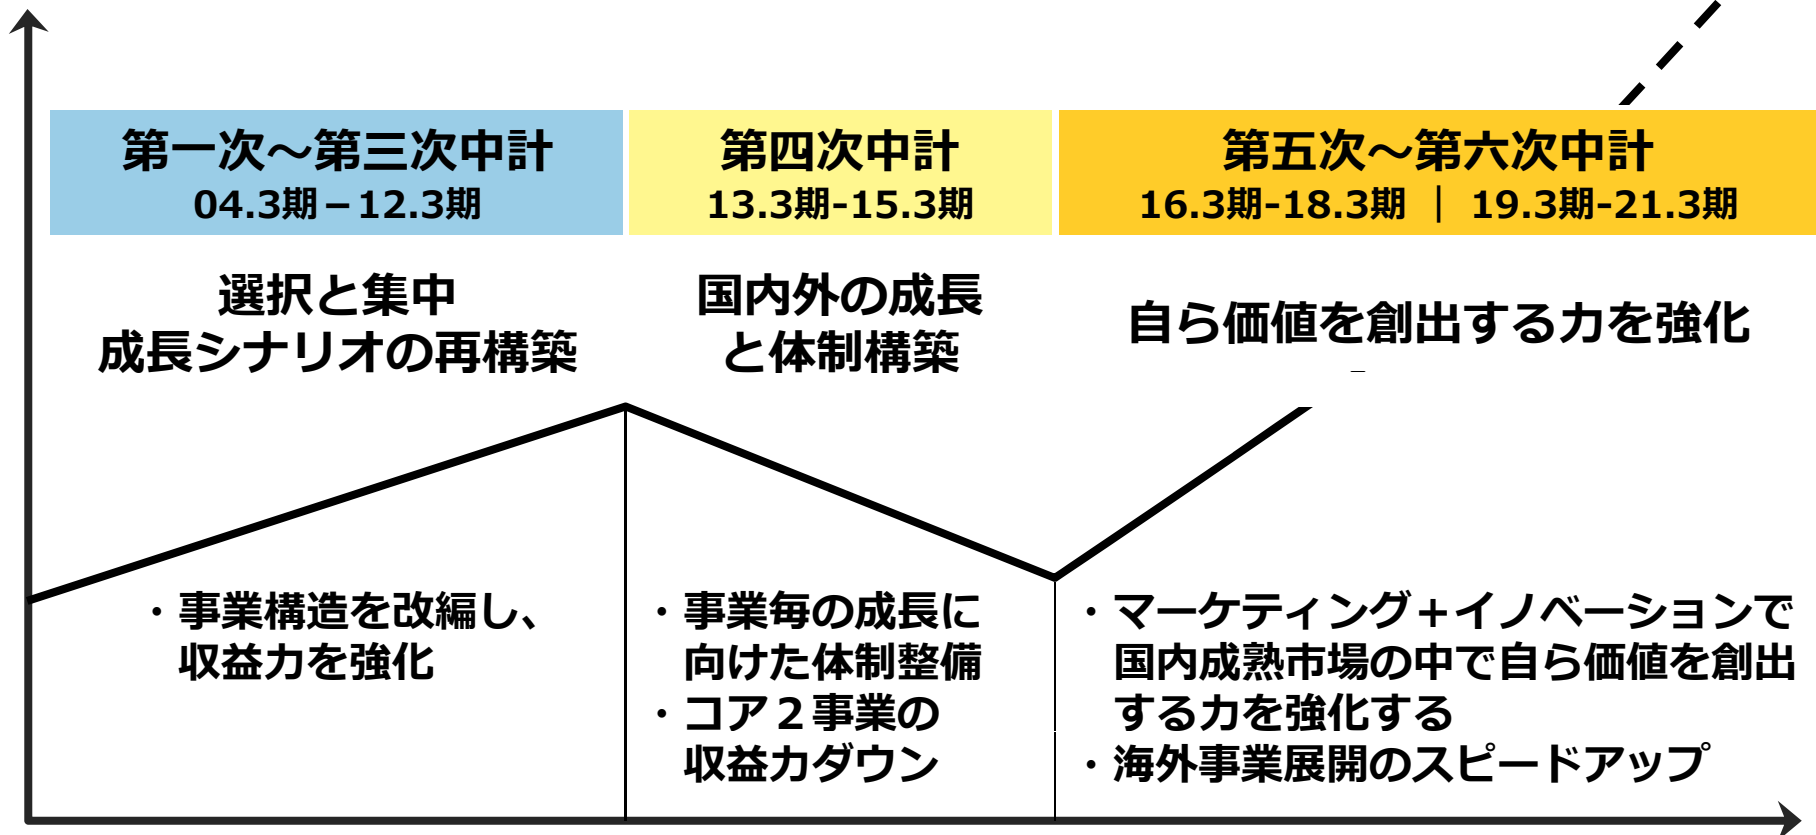 第一次～第三次中計
04.3期－12.3期
第四次中計
13.3期-15.3期
第五次～第六次中計
16.3期-18.3期 ｜ 19.3期-21.3期
選択と集中
成長シナリオの再構築
国内外の成長
と体制構築
自ら価値を創出する力を強化
・事業構造を改編し、
収益力を強化
・事業毎の成長に
向けた体制整備
・コア２事業の
収益力ダウン
・マーケティング＋イノベーションで
国内成熟市場の中で自ら価値を創出
する力を強化する
・海外事業展開のスピードアップ